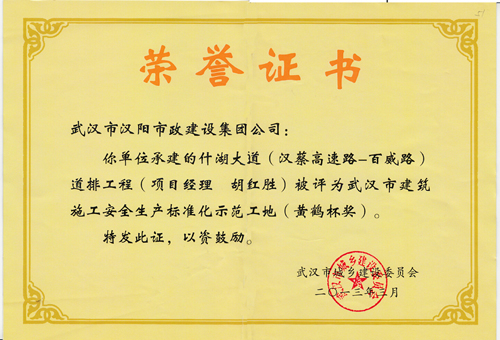 荣誉证书
武汉市汉阳市政建设集团公司：
你单位承建的什湖大道（汉蔡高速路-百威路）
道排工程（项目经理 胡红胜）被评为武汉市建筑
施工安全生产标准化示范工地（黄鹤杯奖）。
特发此证，以资鼓励。
武汉市城乡建设委员会
二〇一三年三月